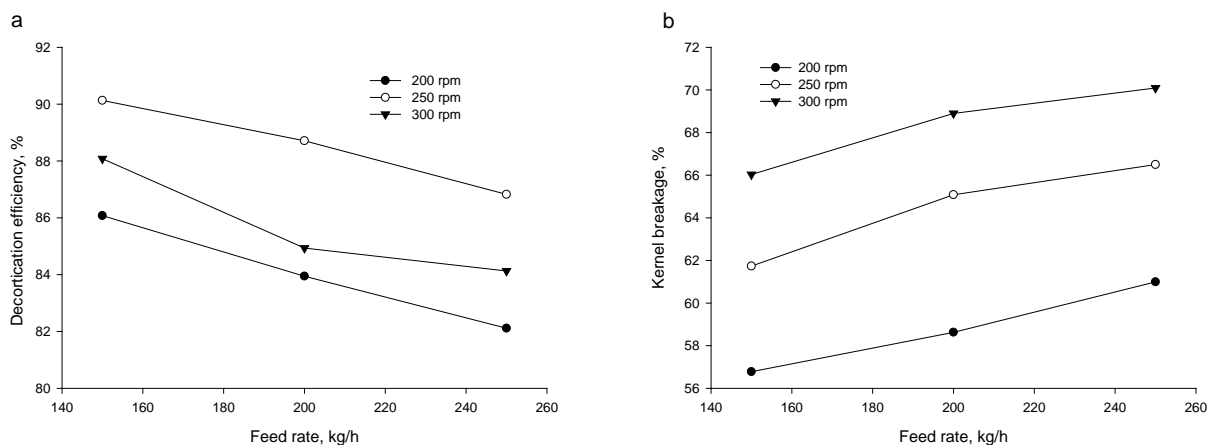 a
92
90
88
86
84
82
80
Decortication efficiency, %
200 rpm
250 rpm
300 rpm
140 160 180 200 220 240 260
Feed rate, kg/h
b
72
70
68
66
64
62
60
58
56
Kernel breakage, %
200 rpm
250 rpm
300 rpm
140 160 180 200 220 240 260
Feed rate, kg/h